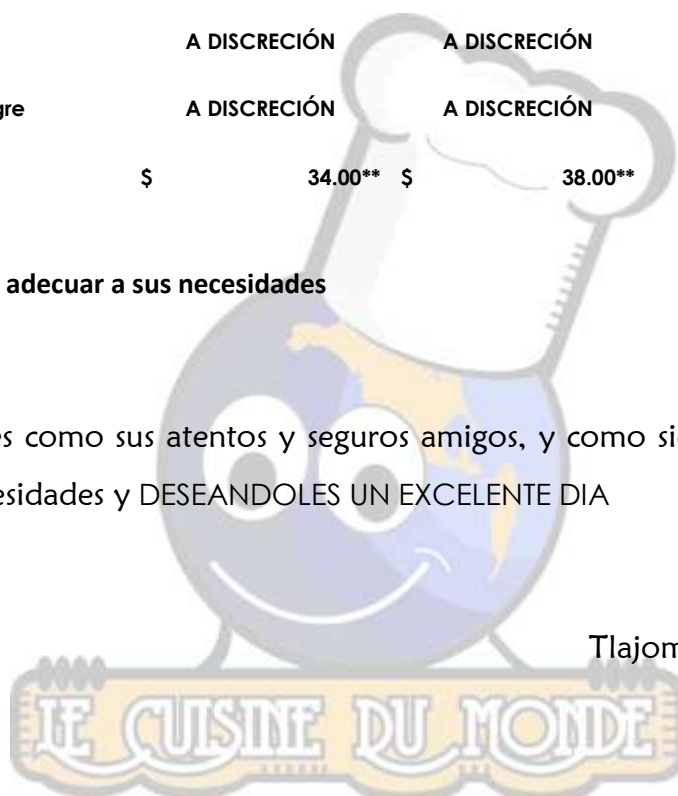 A DISCRECIÓN A DISCRECIÓN
gre A DISCRECIÓN A DISCRECIÓN
$ 34.00** $ 38.00**
adecuar a sus necesidades
es como sus atentos y seguros amigos, y como si
esidades y DESEANDOLES UN EXCELENTE DIA
Tlajom
LE CUISINE DU MONDE